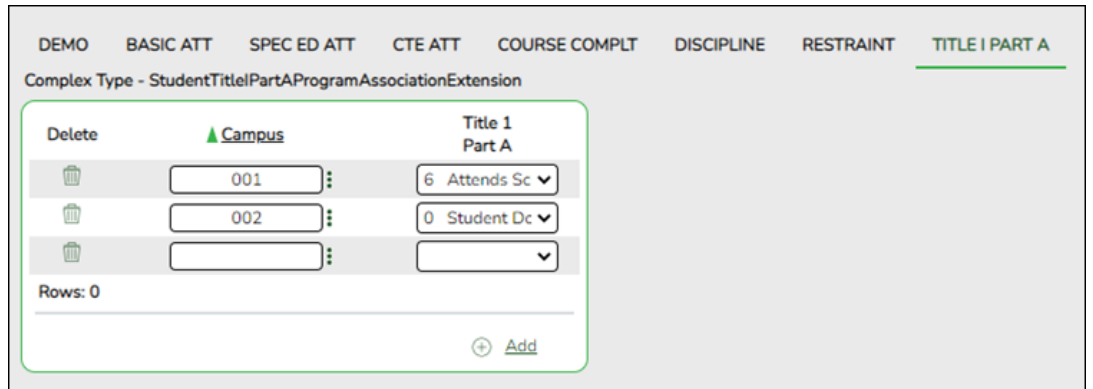 DEMO BASIC ATT SPEC ED ATT CTE ATT COURSE COMPLT DISCIPLINE RESTRAINT TITLE I PART A
Complex Type - StudentTitleIPartAProgramAssociationExtension
Delete Campus Title 1
Part A
001 6 Attends Sc
002 0 Student Dc
Rows: 0
Add